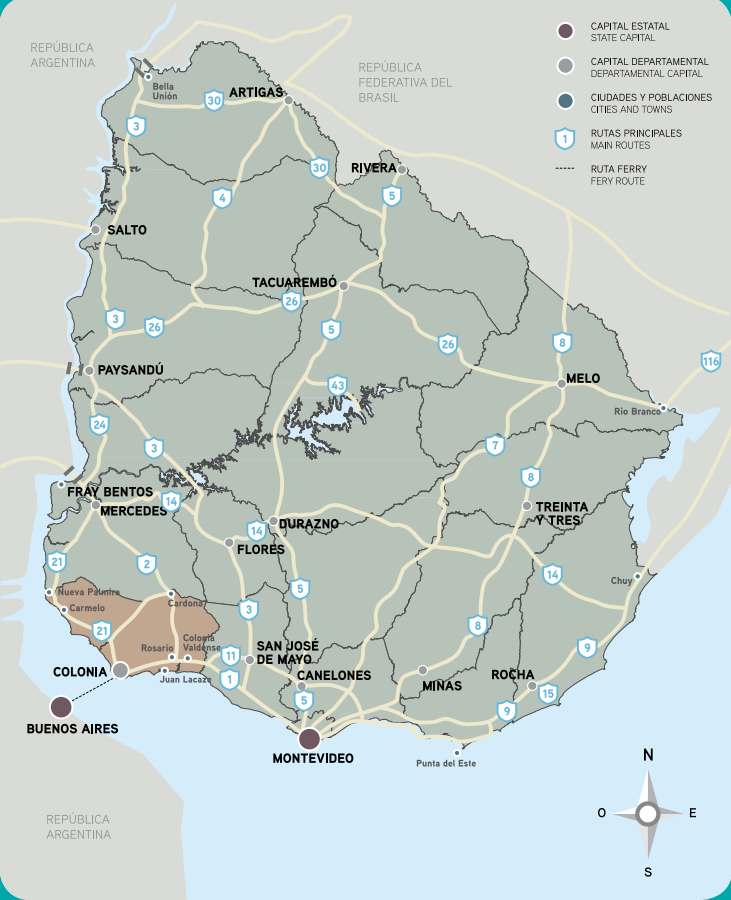 REPÚBLICA
ARGENTINA
REPÚBLICA
FEDERATIVA DEL
BRASIL
CAPITAL ESTATAL
STATE CAPITAL
CAPITAL DEPARTAMENTAL
DEPARTAMENTAL CAPITAL
CIUDADES Y POBLACIONES
CITIES AND TOWNS
1
RUTAS PRINCIPALES
MAIN ROUTES
RUTA FERRY
FERY ROUTE
Bella
Unión
30
ARTIGAS
3
30
RIVERA
4
5
SALTO
TACUAREMBÓ
26
3
26
5
26
8
116
PAYSANDÚ
43
MELO
Río Branco
24
3
7
8
FRAY BENTOS
14
MERCEDES
TREINTA
Y TRES
DURAZNO
14
FLORES
21
2
14
Chuy
5
Nueva Palmira
Cardona
Carmelo
3
21
8
Colonia
Valdense
Rosario
11
SAN JOSÉ
DE MAYO
9
COLONIA
Juan Lacaze
1
CANELONES
MINAS
ROCHA
15
5
9
BUENOS AIRES
MONTEVIDEO
Punta del Este
N
O
E
S
REPÚBLICA
ARGENTINA